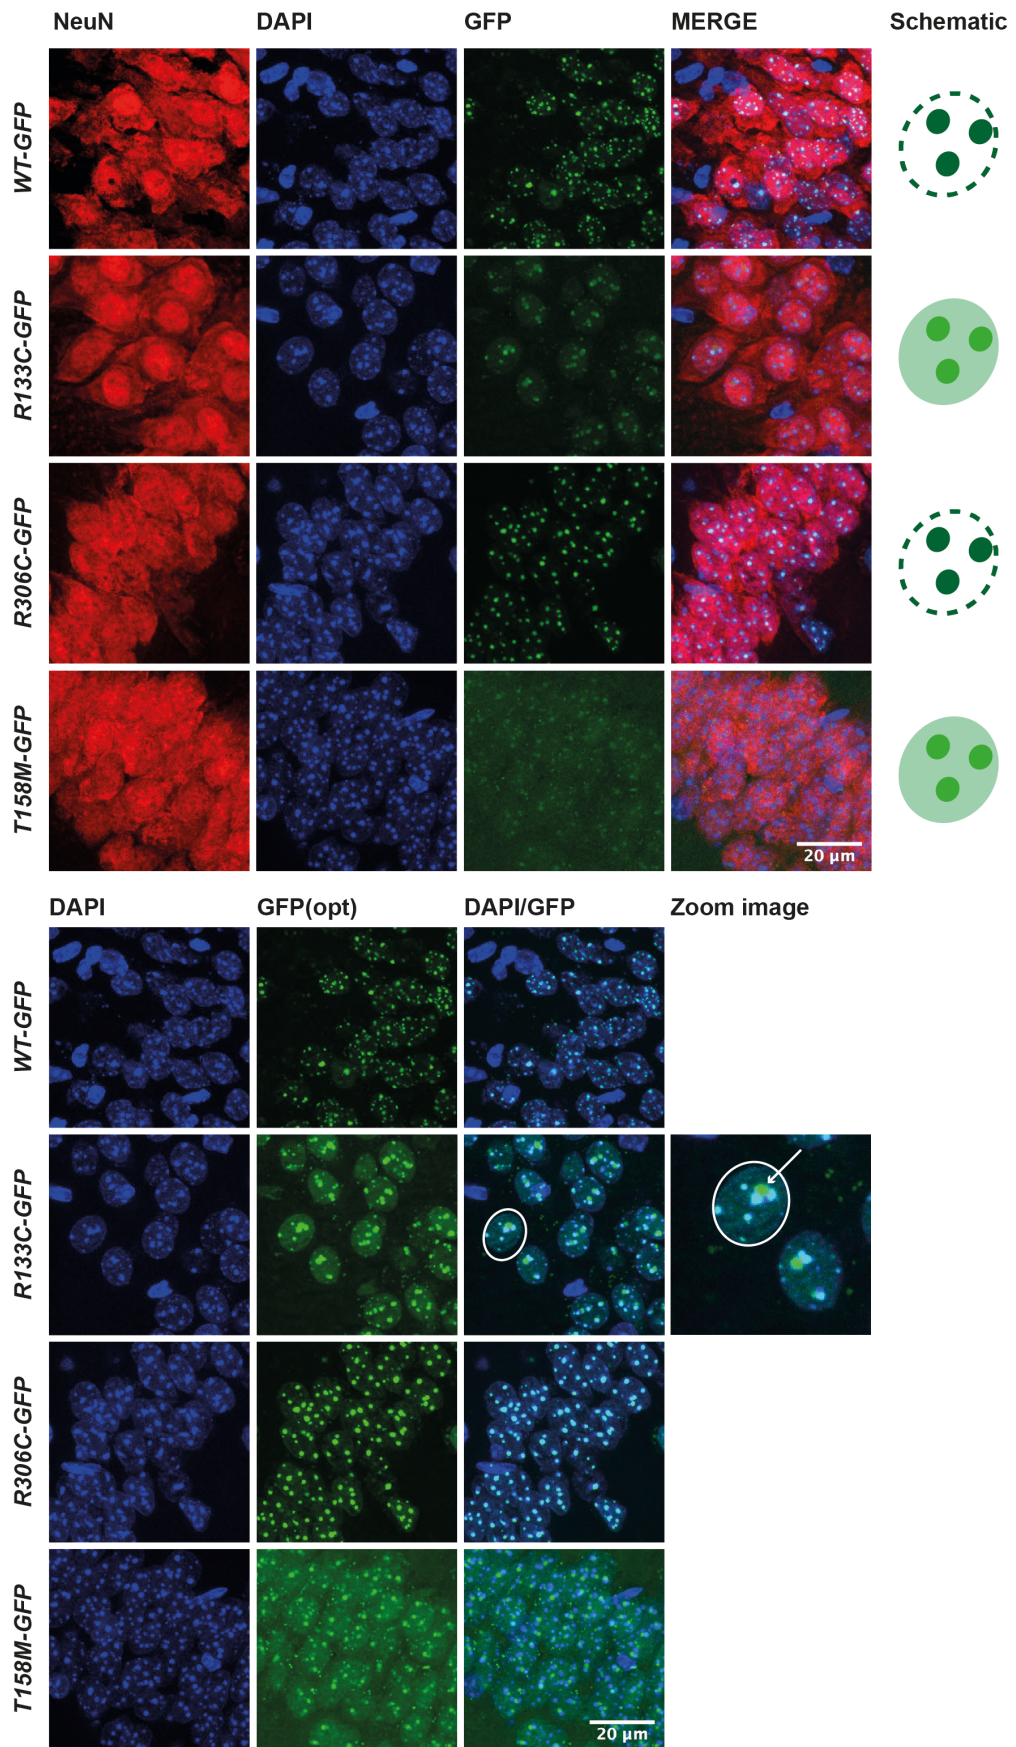 NeuN DAPI GFP MERGE Schematic
WT-GFP
R133C-GFP
R306C-GFP
T158M-GFP
20 µm
DAPI GFP(opt) DAPI/GFP Zoom image
WT-GFP
R133C-GFP
R306C-GFP
T158M-GFP
20 µm